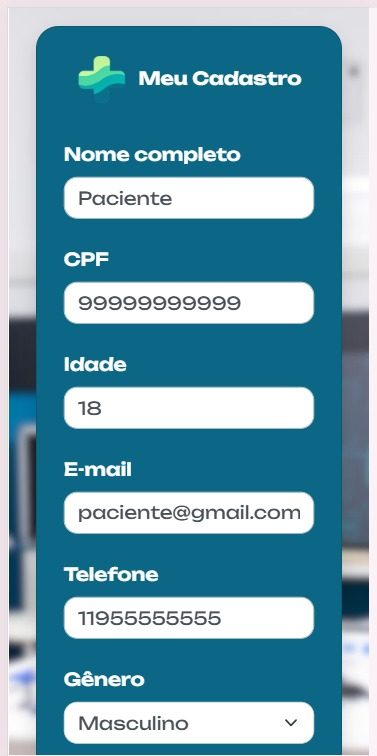 Meu Cadastro
Nome completo
Paciente
CPF
99999999999
Idade
18
E-mail
paciente@gmail.com
Telefone
11955555555
Gênero
Masculino